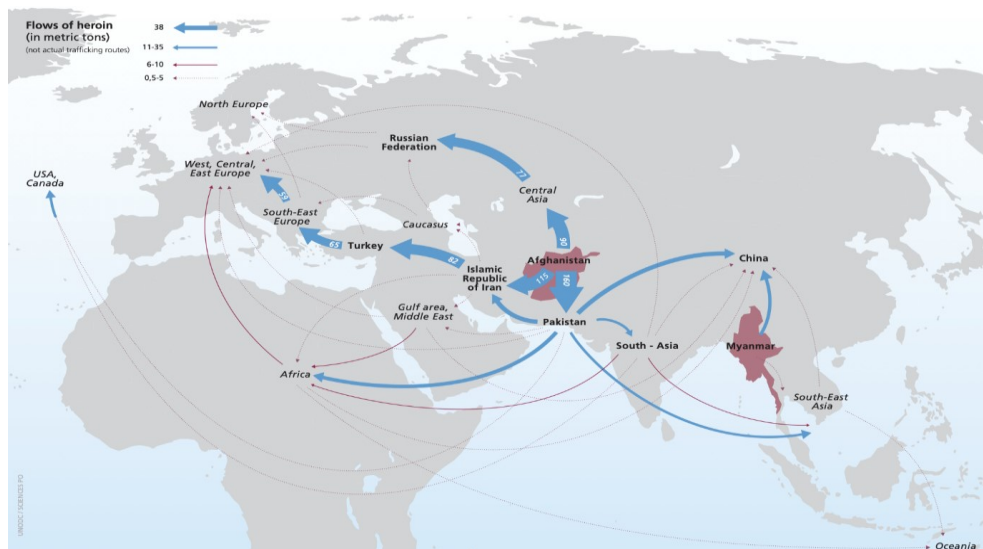 Flows of heroin
(in metric tons)
(not actual trafficking routes)
38
11-35
6-10
0,5-5
North Europe
Russian
Federation
West, Central,
East Europe
USA,
Canada
77
Central
Asia
59
South-East
Europe
Caucasus
65
Turkey
82
90
Afghanistan
China
Islamic
Republic
of Iran
115
160
Gulf area,
Middle East
Pakistan
South - Asia
Myanmar
Africa
South-East
Asia
UNODC / SCIENCES PO
Oceania